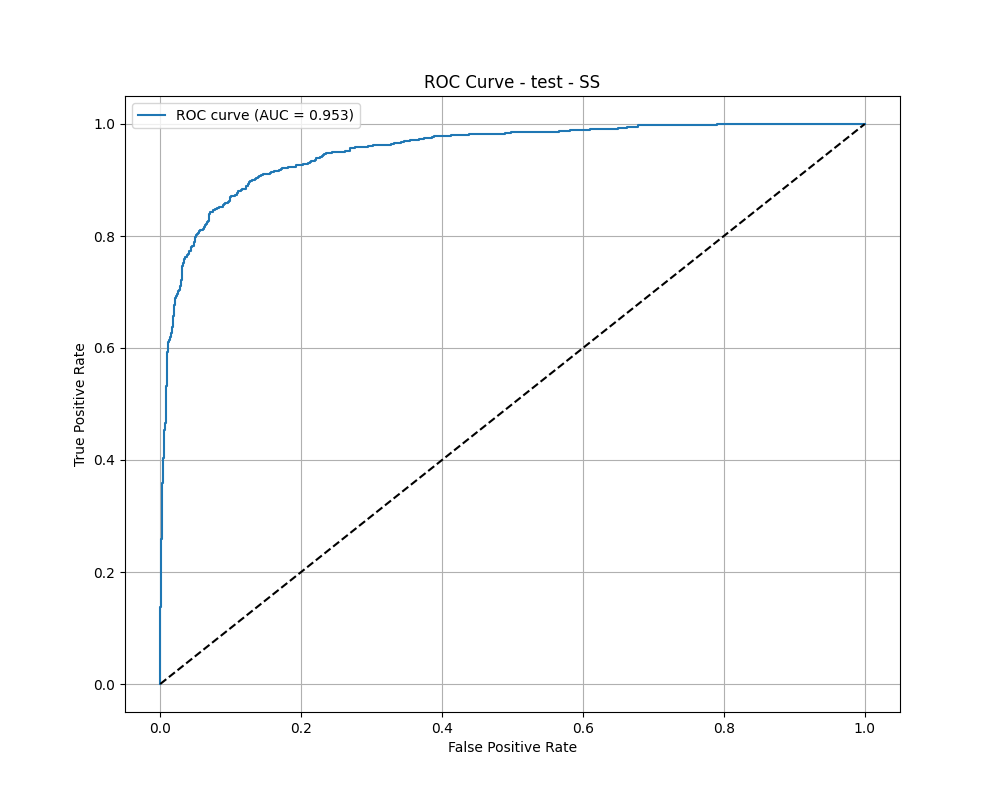 ROC Curve - test - SS
ROC curve (AUC = 0.953)
1.0
0.8
0.6
0.4
0.2
0.0
True Positive Rate
0.0 0.2 0.4 0.6 0.8 1.0
False Positive Rate